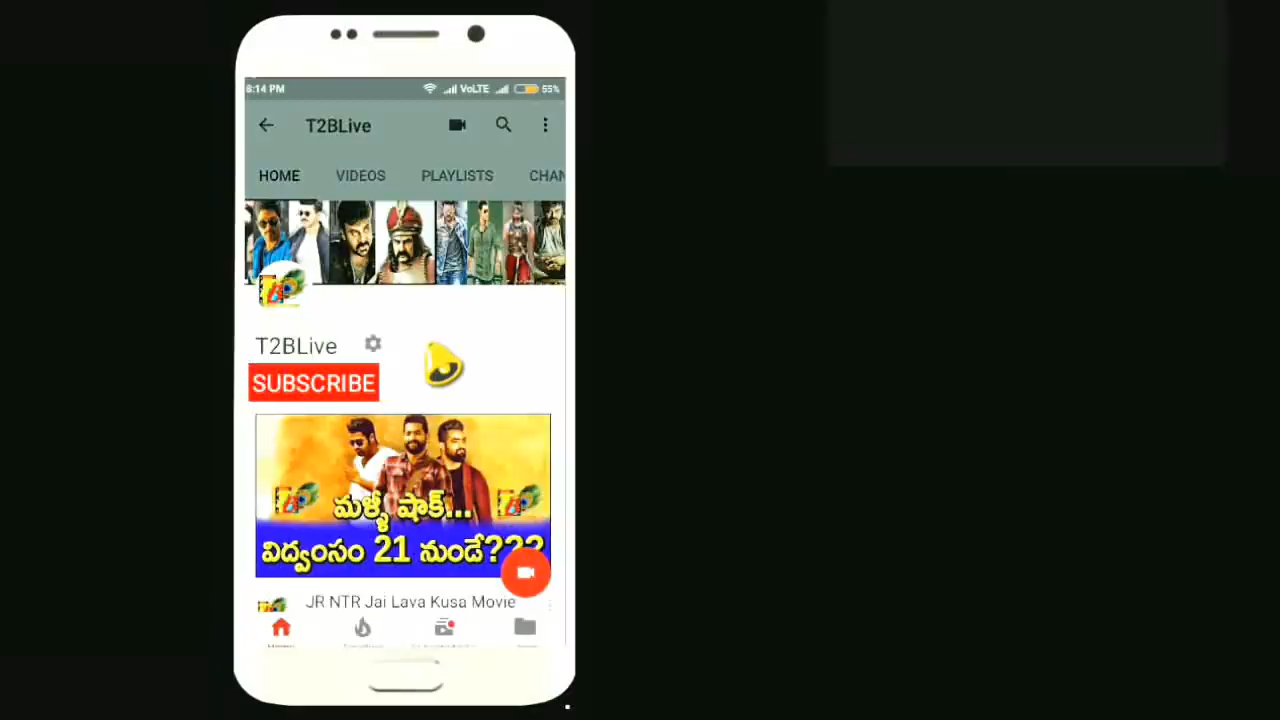 8:14 PM VoLTE 55%
T2BLive
HOME VIDEOS PLAYLISTS CHAN
T2BLive
SUBSCRIBE
మళ్ళీ షాక్...
విద్వంసం 21 నుండే???
JR NTR Jai Lava Kusa Movie